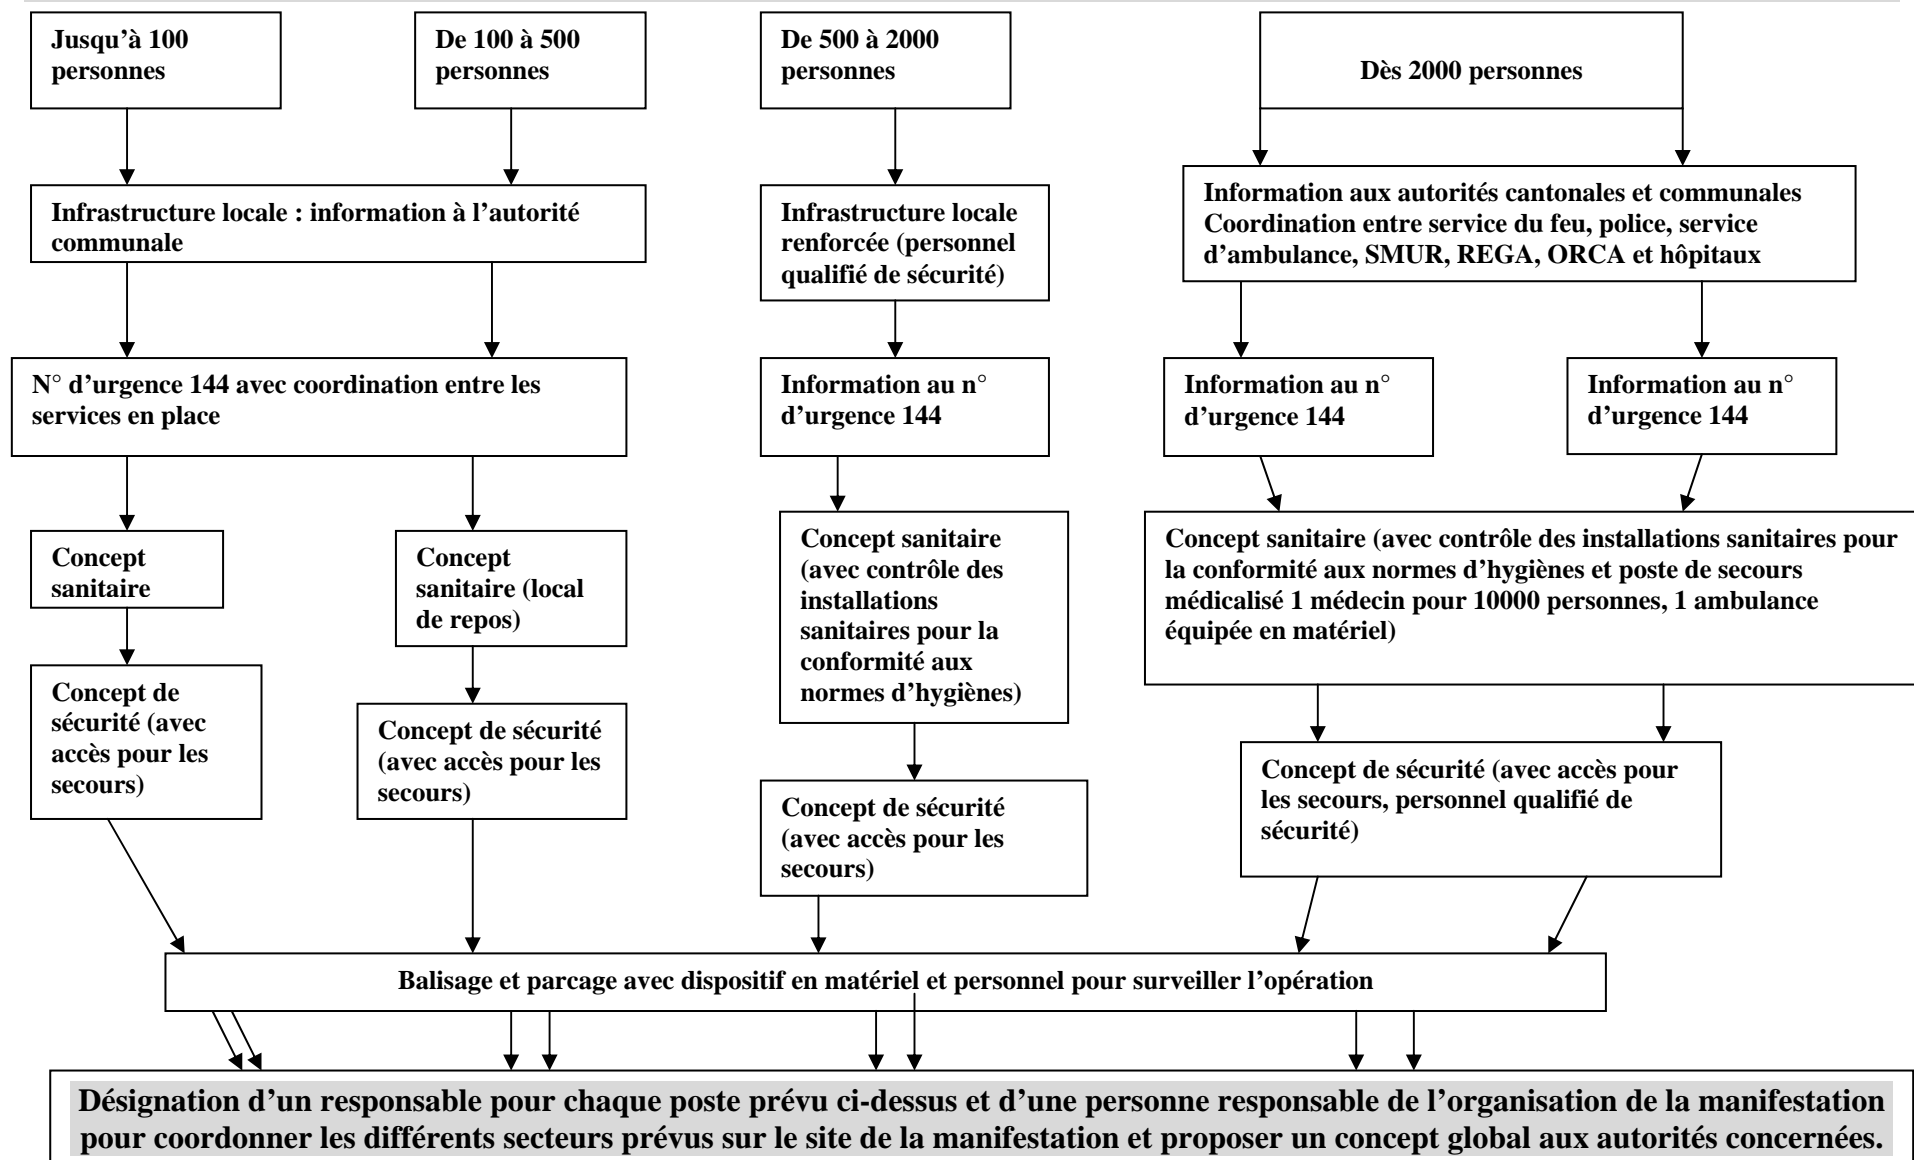 Jusqu'à 100
personnes
De 100 à 500
personnes
De 500 à 2000
personnes
Dès 2000 personnes
Infrastructure locale : information à l'autorité
communale
Infrastructure locale
renforcée (personnel
qualifié de sécurité)
Information aux autorités cantonales et communales
Coordination entre service du feu, police, service
d'ambulance, SMUR, REGA, ORCA et hôpitaux
N° d'urgence 144 avec coordination entre les
services en place
Information au n°
d'urgence 144
Information au n°
d'urgence 144
Information au n°
d'urgence 144
Concept
sanitaire
Concept
sanitaire (local
de repos)
Concept sanitaire
(avec contrôle des
installations
sanitaires pour la
conformité aux
normes d'hygiènes)
Concept sanitaire (avec contrôle des installations sanitaires pour
la conformité aux normes d'hygiènes et poste de secours
médicalisé 1 médecin pour 10000 personnes, 1 ambulance
équipée en matériel)
Concept de
sécurité (avec
accès pour les
secours)
Concept de sécurité
(avec accès pour les
secours)
Concept de sécurité
(avec accès pour les
secours)
Concept de sécurité (avec accès pour
les secours, personnel qualifié de
sécurité)
Balisage et parcage avec dispositif en matériel et personnel pour surveiller l'opération
Désignation d'un responsable pour chaque poste prévu ci-dessus et d'une personne responsable de l'organisation de la manifestation
pour coordonner les différents secteurs prévus sur le site de la manifestation et proposer un concept global aux autorités concernées.